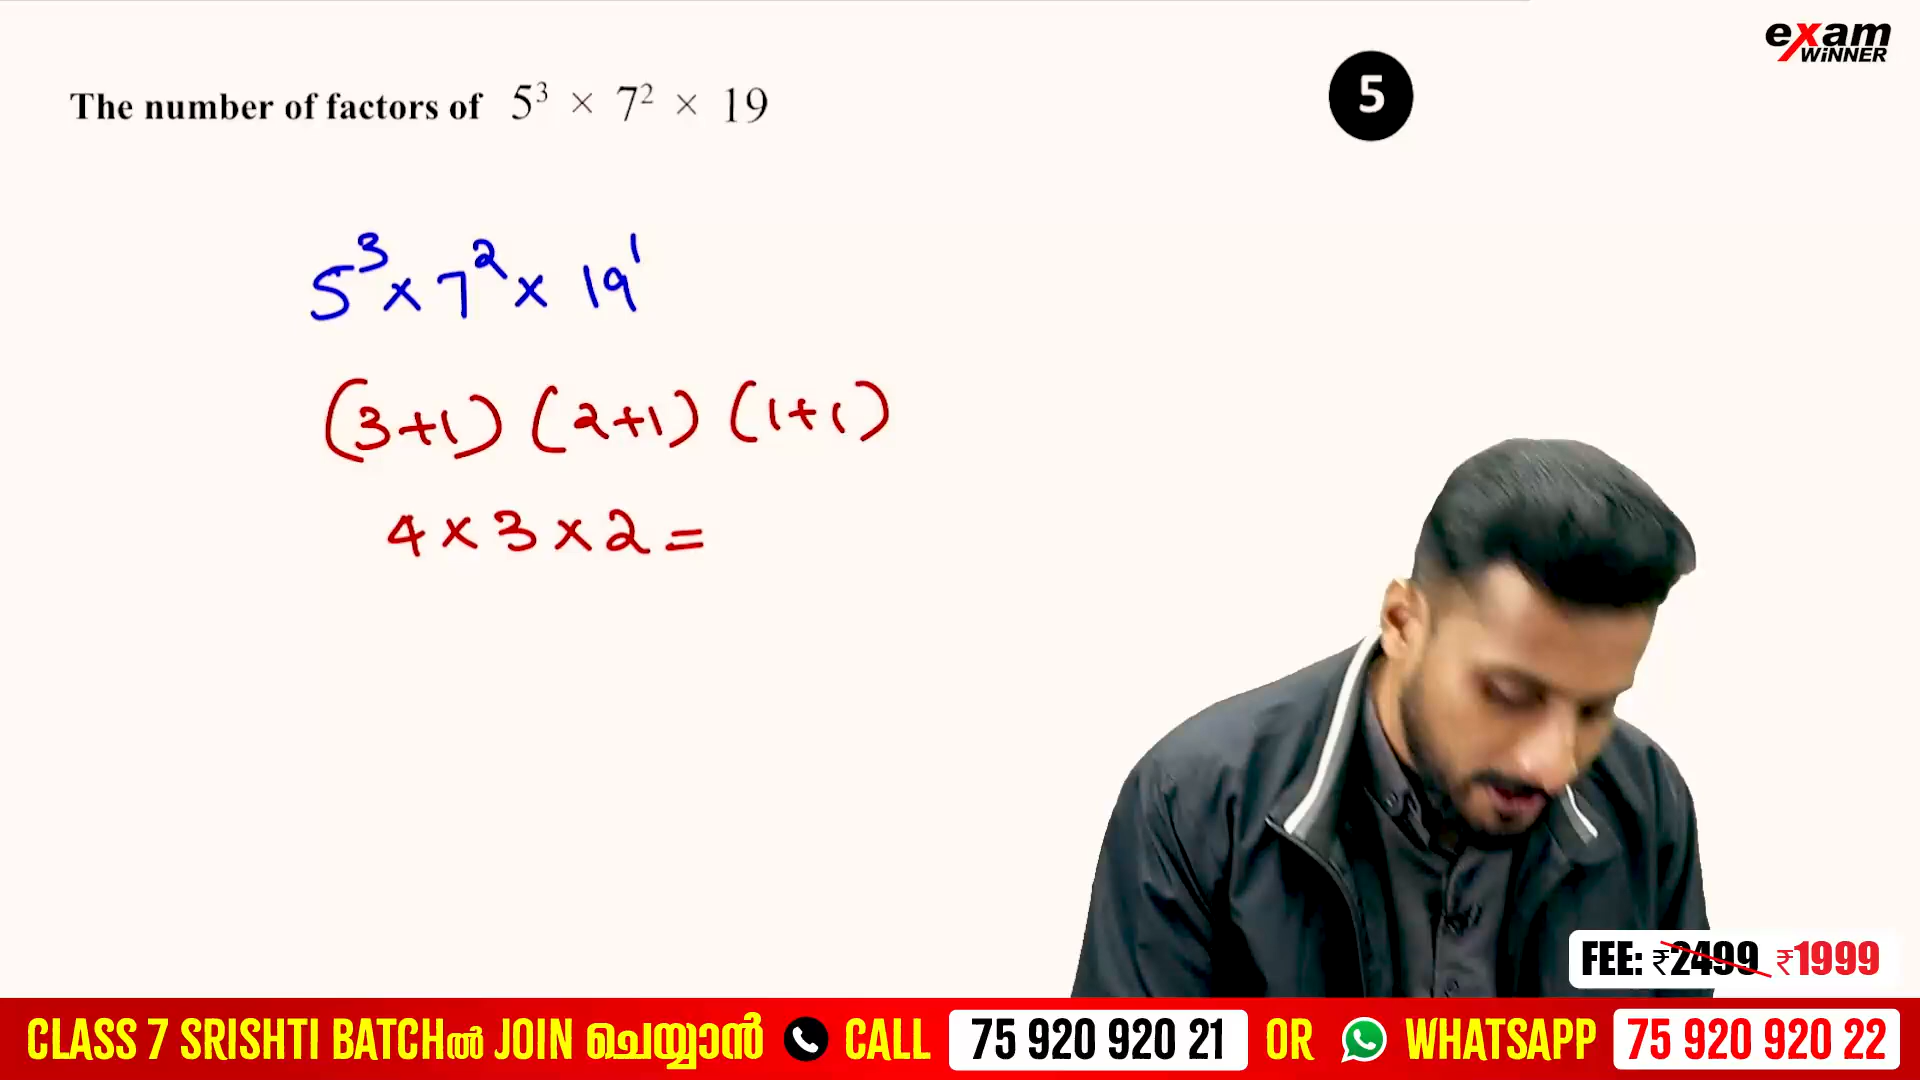 exam
WINNER
The number of factors of 5³ × 7² × 19
5
5³ × 7² × 19¹
(3+1) (2+1) (1+1)
4 × 3 × 2 =
FEE: ₹2499 ₹1999
CLASS 7 SRISHTI BATCHൽ JOIN ചെയ്യാൻ CALL 75 920 920 21 OR WHATSAPP 75 920 920 22